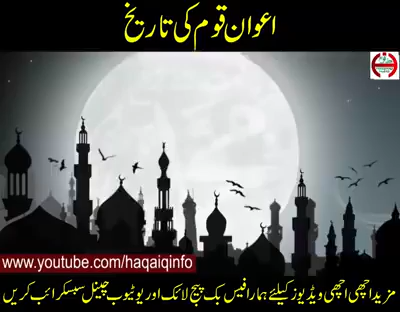 اعوان قوم کی تاریخ
www.youtube.com/haqaiqinfo
مزید اچھی اچھی ویڈیوز کیلئے ہمارا فیس بک پیج لائک اور یوٹیوب چینل سبسکرائب کریں